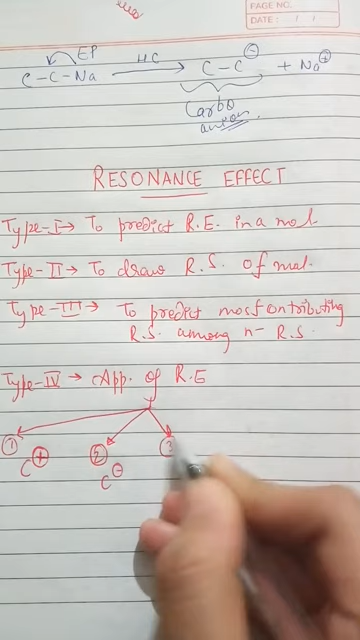 PAGE NO.
DATE: / /
EP
C-C-Na HC → C-C⊖ + Na⊕
Carbo
anion.
RESONANCE EFFECT
Type-I→ To predict R.E. in a mol.
Type-II→ To draw R.S. of mol.
Type-III→ To predict most contributing
R.S. among n-R.S.
Type-IV→ App. of R.E
① ② ③
C⊕ C⊖